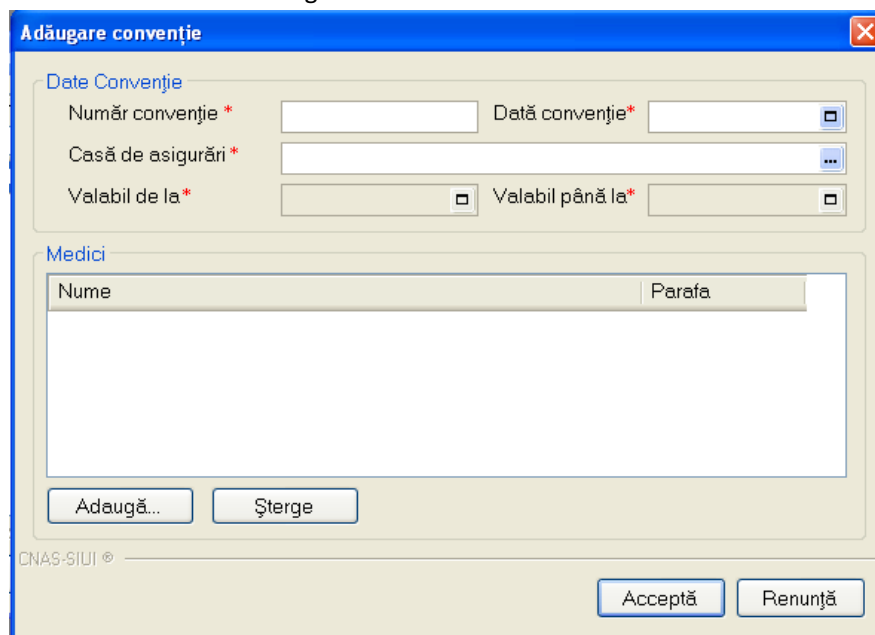 Adăugare convenție
Date Convenţie
Număr convenţie * Dată convenţie*
Casă de asigurări * ...
Valabil de la* Valabil până la*
Medici
Nume Parafa
Adaugă... Şterge
CNAS-SIUI ®
Acceptă Renunţă